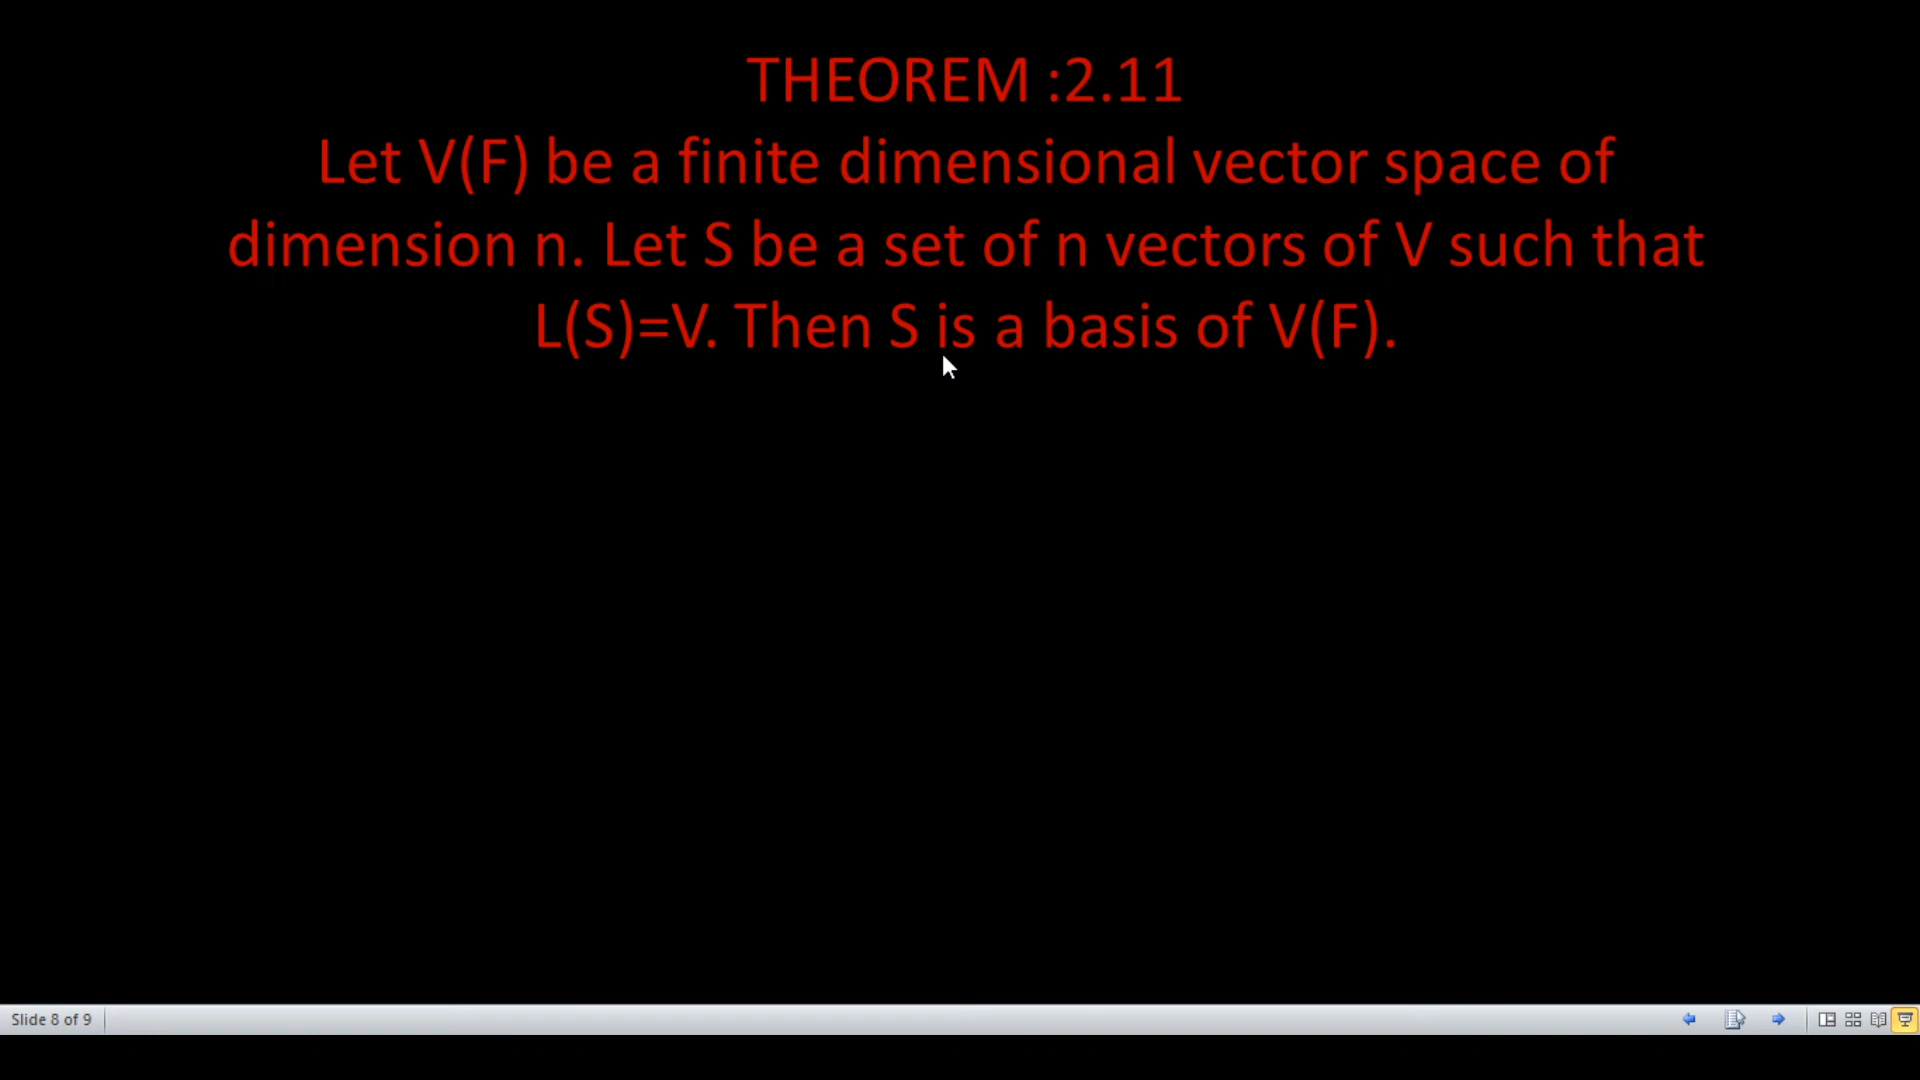 THEOREM :2.11
Let V(F) be a finite dimensional vector space of
dimension n. Let S be a set of n vectors of V such that
L(S)=V. Then S is a basis of V(F).
Slide 8 of 9